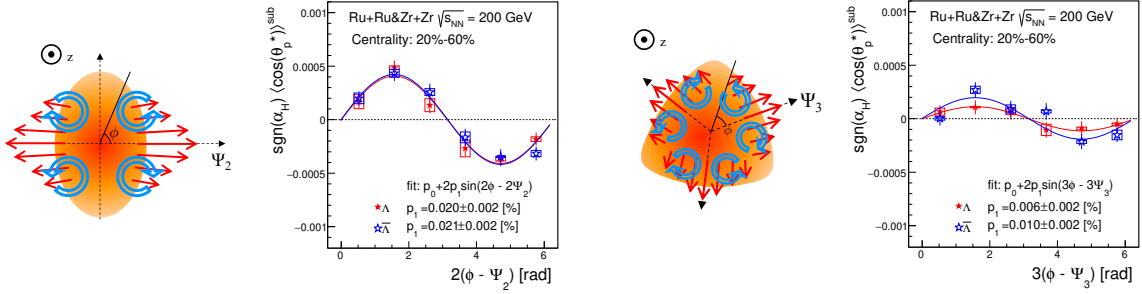 z
ϕ
Ψ2
sgn(αH) ⟨cos(θp*)⟩sub
Ru+Ru&Zr+Zr √sNN = 200 GeV
Centrality: 20%-60%
0.001
0.0005
0
−0.0005
−0.001
fit: p0+2p1sin(2ϕ - 2Ψ2)
Λ p1=0.020±0.002 [%]
Λ̅ p1=0.021±0.002 [%]
0 2 4 6
2(ϕ - Ψ2) [rad]
z
ϕ
Ψ3
sgn(αH) ⟨cos(θp*)⟩sub
Ru+Ru&Zr+Zr √sNN = 200 GeV
Centrality: 20%-60%
0.001
0.0005
0
−0.0005
−0.001
fit: p0+2p1sin(3ϕ - 3Ψ3)
Λ p1=0.006±0.002 [%]
Λ̅ p1=0.010±0.002 [%]
0 2 4 6
3(ϕ - Ψ3) [rad]